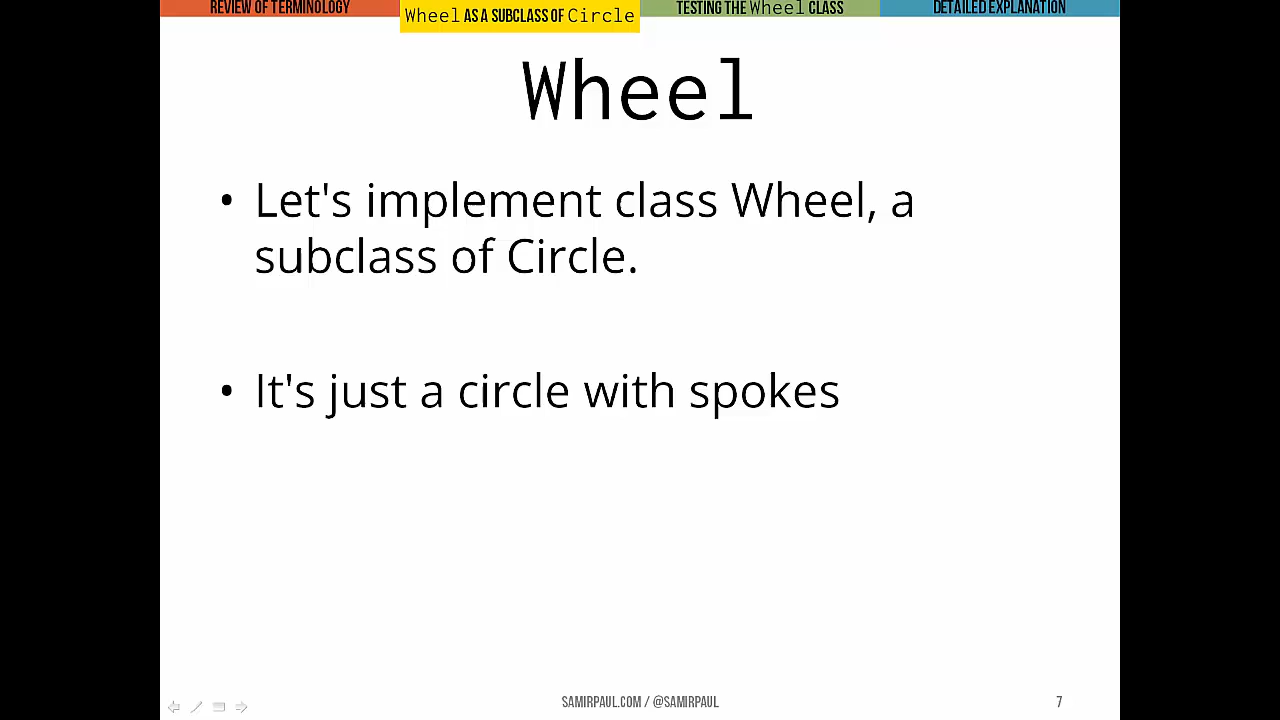 REVIEW OF TERMINOLOGY
Wheel AS A SUBCLASS OF Circle
TESTING THE Wheel CLASS
DETAILED EXPLANATION
Wheel
• Let's implement class Wheel, a
subclass of Circle.
• It's just a circle with spokes
SAMIRPAUL.COM / @SAMIRPAUL
7